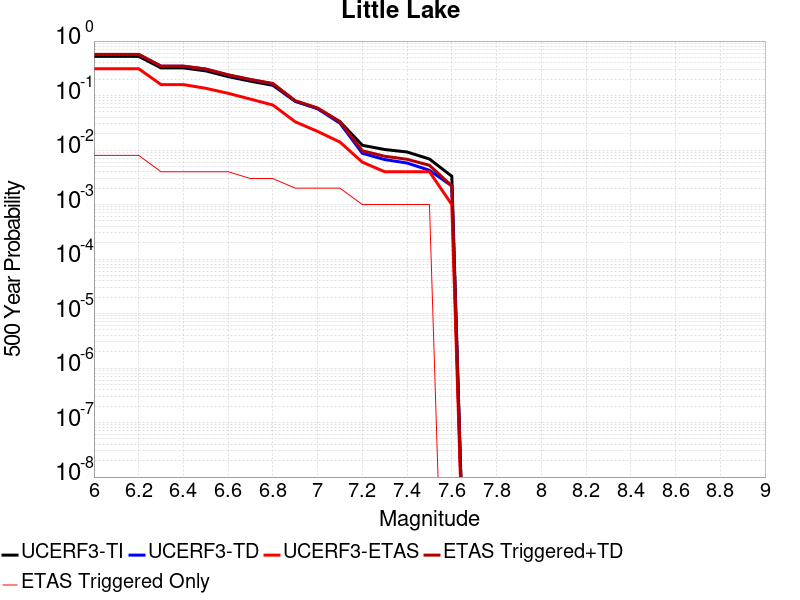 Little Lake
10^0
10^-1
10^-2
10^-3
10^-4
10^-5
10^-6
10^-7
10^-8
500 Year Probability
6 6.2 6.4 6.6 6.8 7 7.2 7.4 7.6 7.8 8 8.2 8.4 8.6 8.8 9
Magnitude
UCERF3-TI UCERF3-TD UCERF3-ETAS ETAS Triggered+TD
ETAS Triggered Only